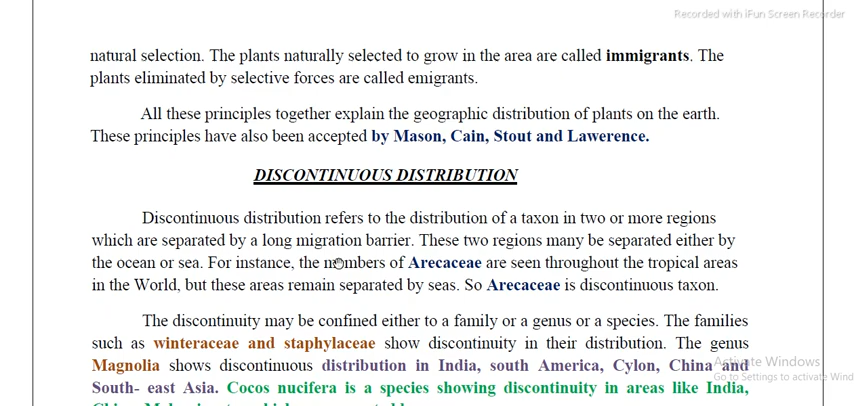 Recorded with iFun Screen Recorder
natural selection. The plants naturally selected to grow in the area are called immigrants. The
plants eliminated by selective forces are called emigrants.
All these principles together explain the geographic distribution of plants on the earth.
These principles have also been accepted by Mason, Cain, Stout and Lawerence.
DISCONTINUOUS DISTRIBUTION
Discontinuous distribution refers to the distribution of a taxon in two or more regions
which are separated by a long migration barrier. These two regions many be separated either by
the ocean or sea. For instance, the members of Arecaceae are seen throughout the tropical areas
in the World, but these areas remain separated by seas. So Arecaceae is discontinuous taxon.
The discontinuity may be confined either to a family or a genus or a species. The families
such as winteraceae and staphylaceae show discontinuity in their distribution. The genus
Magnolia shows discontinuous distribution in India, south America, Cylon, China and
South- east Asia. Cocos nucifera is a species showing discontinuity in areas like India,
Activate Windows
Go to Settings to activate Wind